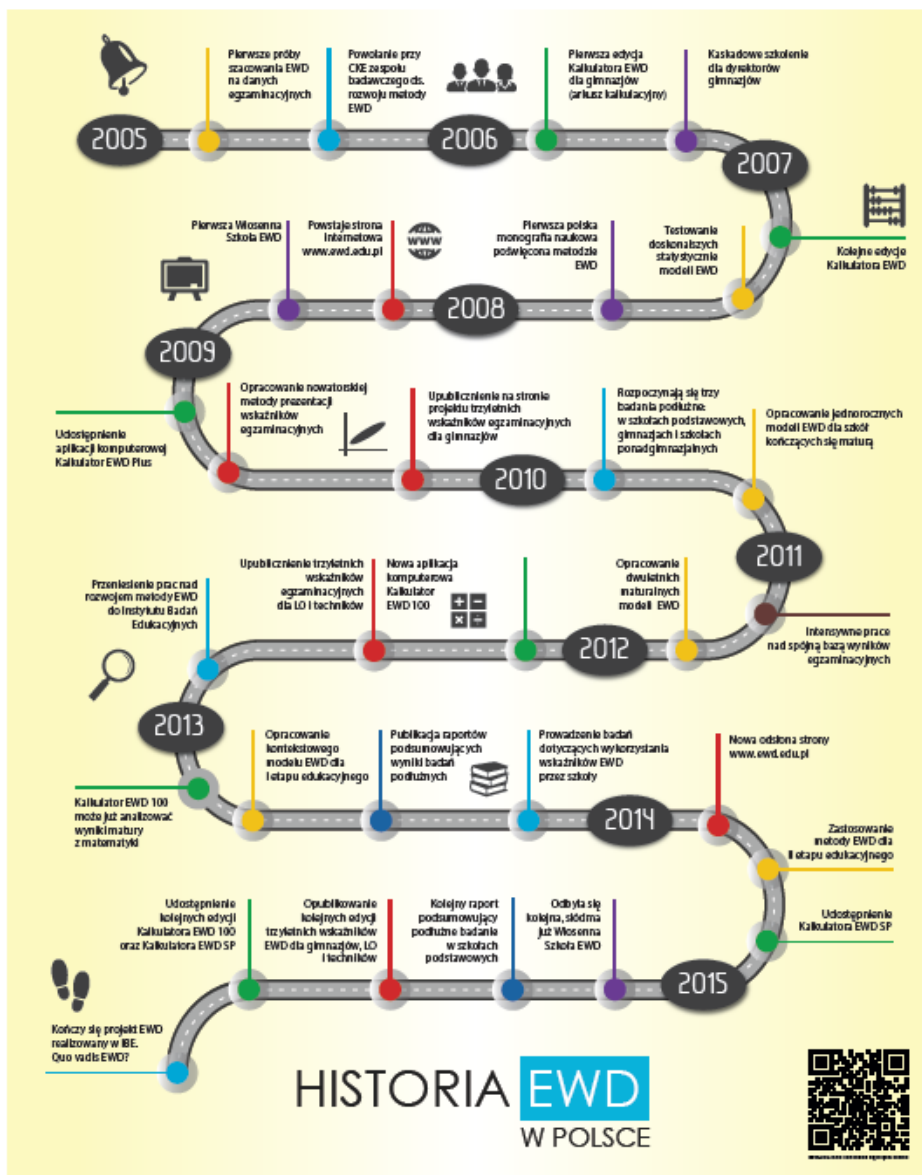 2005
Pierwsze próby
szacowania EWD
na danych
egzaminacyjnych
Powołanie przy
CKE zespołu
badawczego ds.
rozwoju metody
EWD
2006
Pierwsza edycja
Kalkulatora EWD
dla gimnazjów
(arkusz kalkulacyjny)
Kaskadowe szkolenie
dla dyrektorów
gimnazjów
2007
Kolejne edycje
Kalkulatora EWD
Testowanie
doskonalszych
statystycznie
modeli EWD
Pierwsza polska
monografia naukowa
poświęcona metodzie
EWD
2008
WWW
Powstaje strona
internetowa
www.ewd.edu.pl
Pierwsza Wiosenna
Szkoła EWD
2009
Udostępnienie
aplikacji komputerowej
Kalkulator EWD Plus
Opracowanie nowatorskiej
metody prezentacji
wskaźników
egzaminacyjnych
Upublicznienie na stronie
projektu trzyletnich
wskaźników egzaminacyjnych
dla gimnazjów
2010
Rozpoczynają się trzy
badania podłużne:
w szkołach podstawowych,
gimnazjach i szkołach
ponadgimnazjalnych
Opracowanie jednorocznych
modeli EWD dla szkół
kończących się maturą
2011
Intensywne prace
nad spójną bazą wyników
egzaminacyjnych
Opracowanie
dwuletnich
maturalnych
modeli EWD
2012
Nowa aplikacja
komputerowa
Kalkulator
EWD 100
Upublicznienie trzyletnich
wskaźników
egzaminacyjnych
dla LO i techników
Przeniesienie prac nad
rozwojem metody EWD
do Instytutu Badań
Edukacyjnych
2013
Kalkulator EWD 100
może już analizować
wyniki matury
z matematyki
Opracowanie
kontekstowego
modelu EWD dla
I etapu edukacyjnego
Publikacja raportów
podsumowujących
wyniki badań
podłużnych
Prowadzenie badań
dotyczących wykorzystania
wskaźników EWD
przez szkoły
2014
Nowa odsłona strony
www.ewd.edu.pl
Zastosowanie
metody EWD dla
II etapu edukacyjnego
Udostępnienie
Kalkulatora EWD SP
2015
Odbyła się
kolejna, siódma
już Wiosenna
Szkoła EWD
Kolejny raport
podsumowujący
podłużne badanie
w szkołach
podstawowych
Opublikowanie
kolejnych edycji
trzyletnich wskaźników
EWD dla gimnazjów, LO
i techników
Udostępnienie
kolejnych edycji
Kalkulatora EWD 100
oraz Kalkulatora EWD SP
Kończy się projekt EWD
realizowany w IBE.
Quo vadis EWD?
HISTORIA EWD
W POLSCE